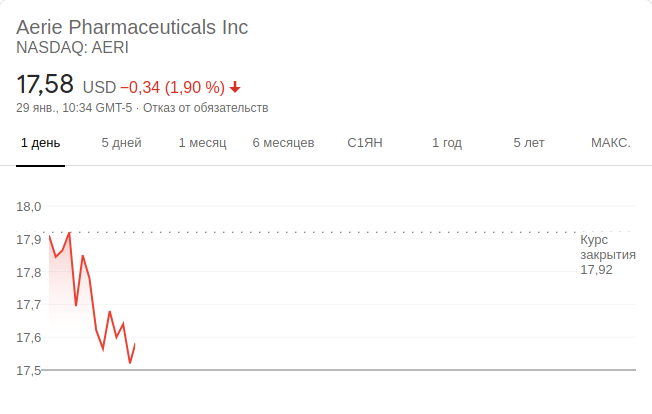 Aerie Pharmaceuticals Inc
NASDAQ: AERI
17,58 USD −0,34 (1,90 %)
29 янв., 10:34 GMT-5 · Отказ от обязательств
1 день 5 дней 1 месяц 6 месяцев С1ЯН 1 год 5 лет МАКС.
18,0
17,9
17,8
17,7
17,6
17,5
Курс
закрытия
17,92